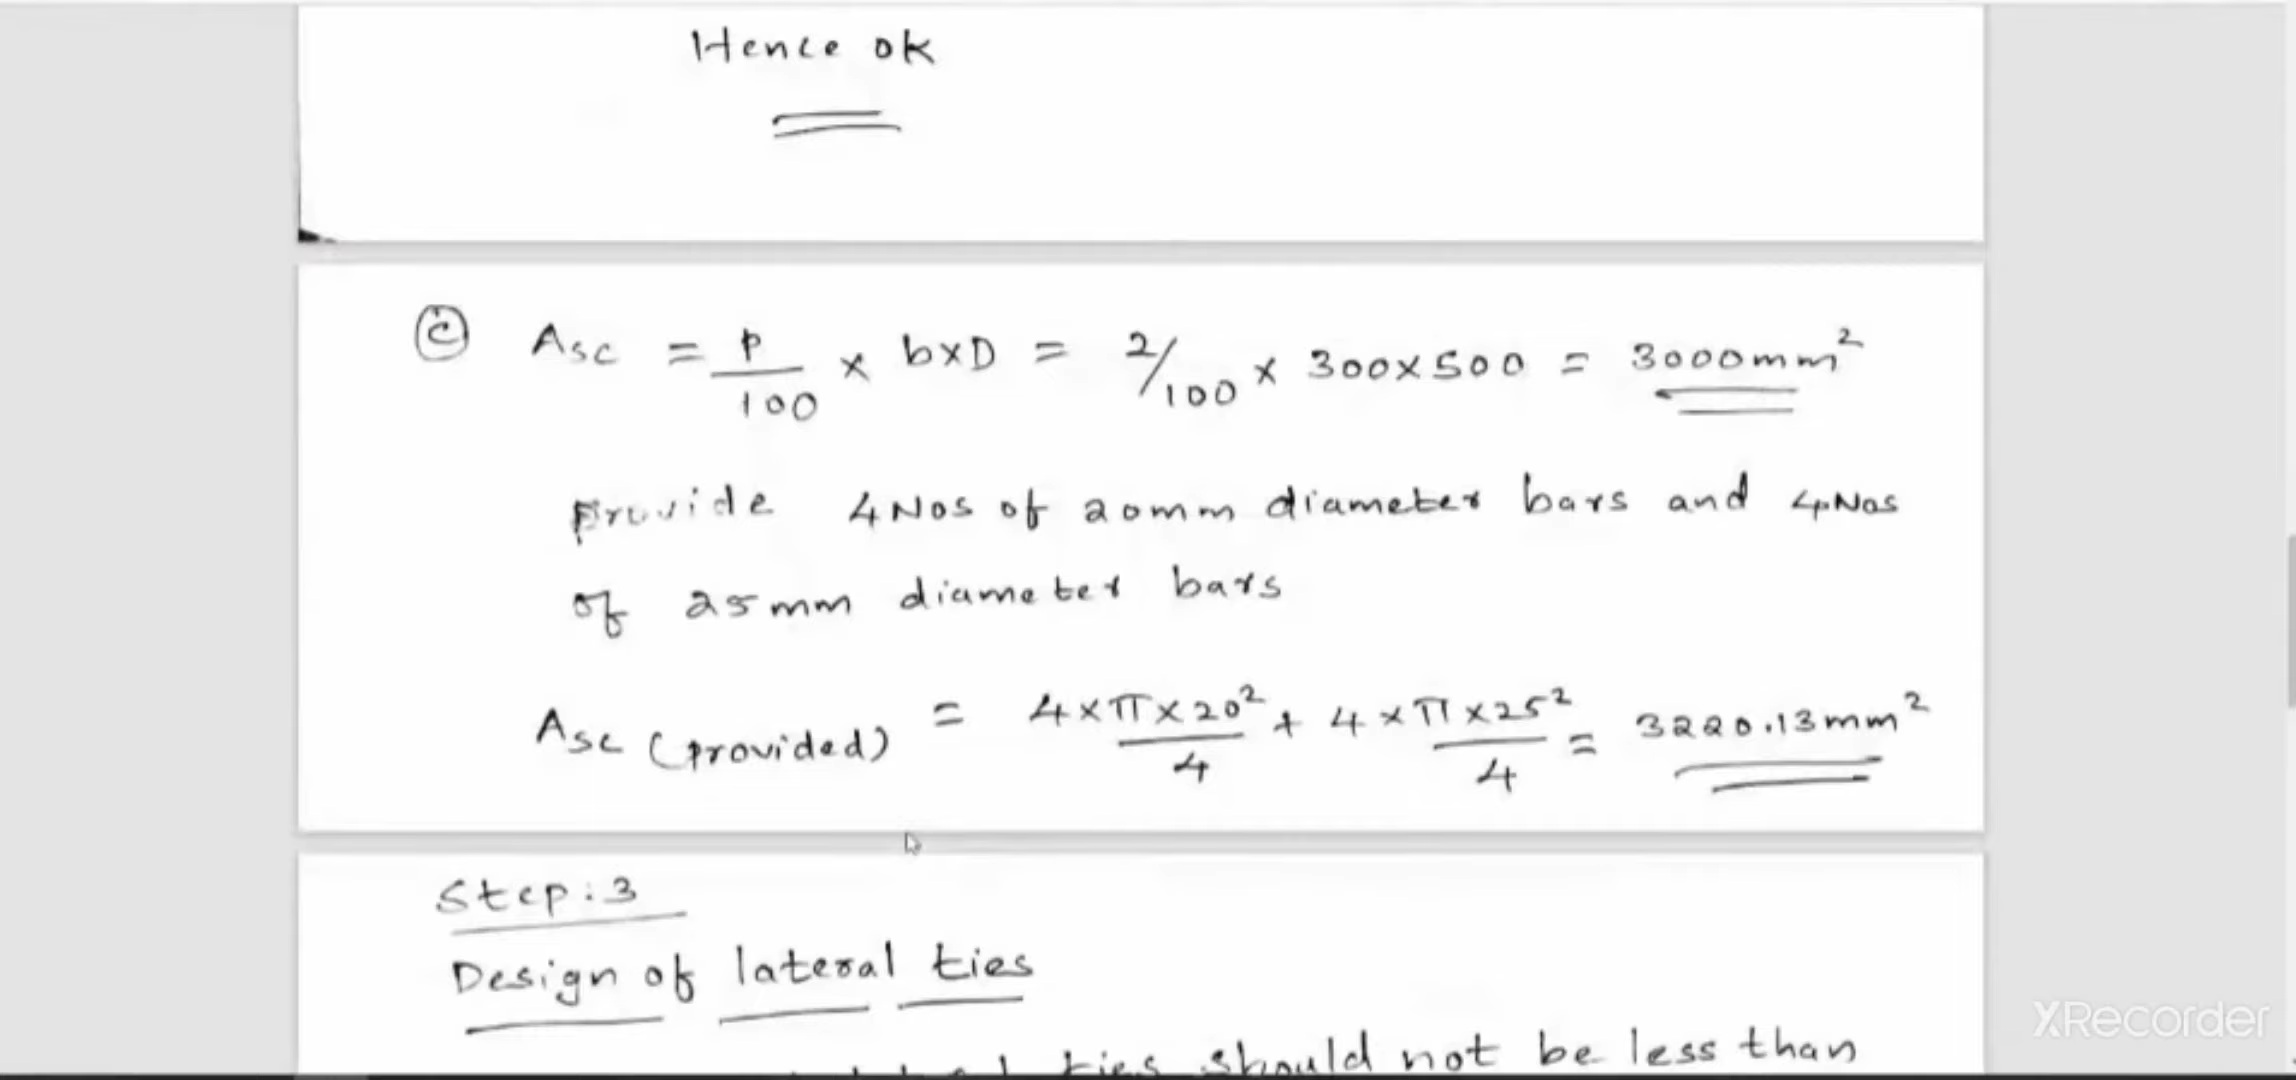 Hence ok
(c) Asc = p/100 × b×D = 2/100 × 300×500 = 3000mm²
Provide 4Nos of 20mm diameter bars and 4Nos
of 25mm diameter bars
Asc (provided) = 4×π×20²/4 + 4×π×25²/4 = 3220.13mm²
Step:3
Design of lateral ties
ties should not be less than
XRecorder